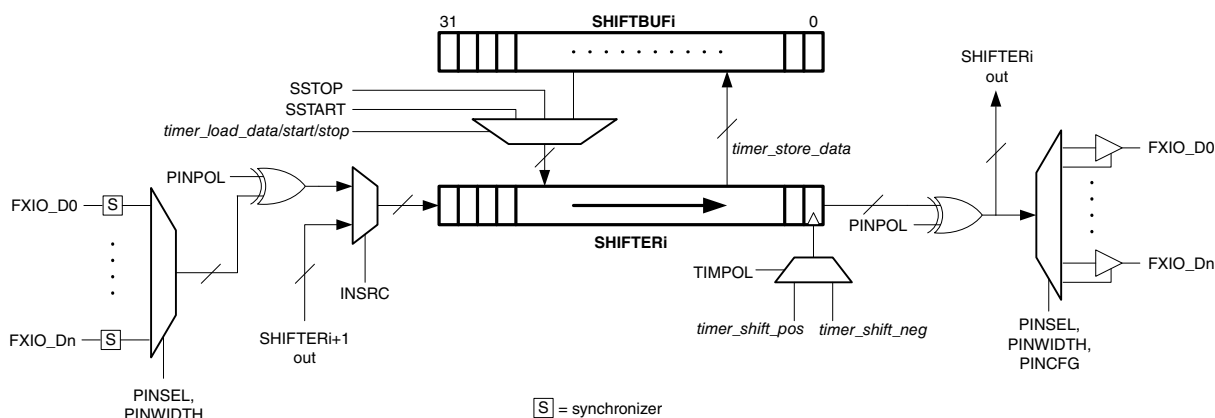 31 SHIFTBUFi 0
SSTOP
SSTART
timer_load_data/start/stop
timer_store_data
SHIFTERi
out
FXIO_D0
FXIO_Dn
PINPOL
FXIO_D0 S
FXIO_Dn S
INSRC
SHIFTERi+1
out
PINSEL,
PINWIDTH
SHIFTERi
PINPOL
TIMPOL
timer_shift_pos timer_shift_neg
PINSEL,
PINWIDTH,
PINCFG
S = synchronizer